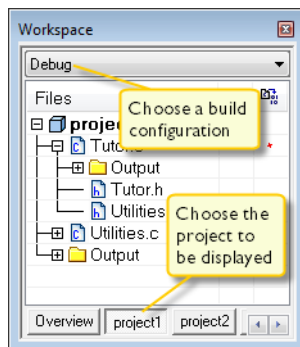 Workspace
Debug
Files
Choose a build
configuration
Output
Tutor.h
Utilities
Choose the
project to
be displayed
Utilities.c
Output
Overview project1 project2